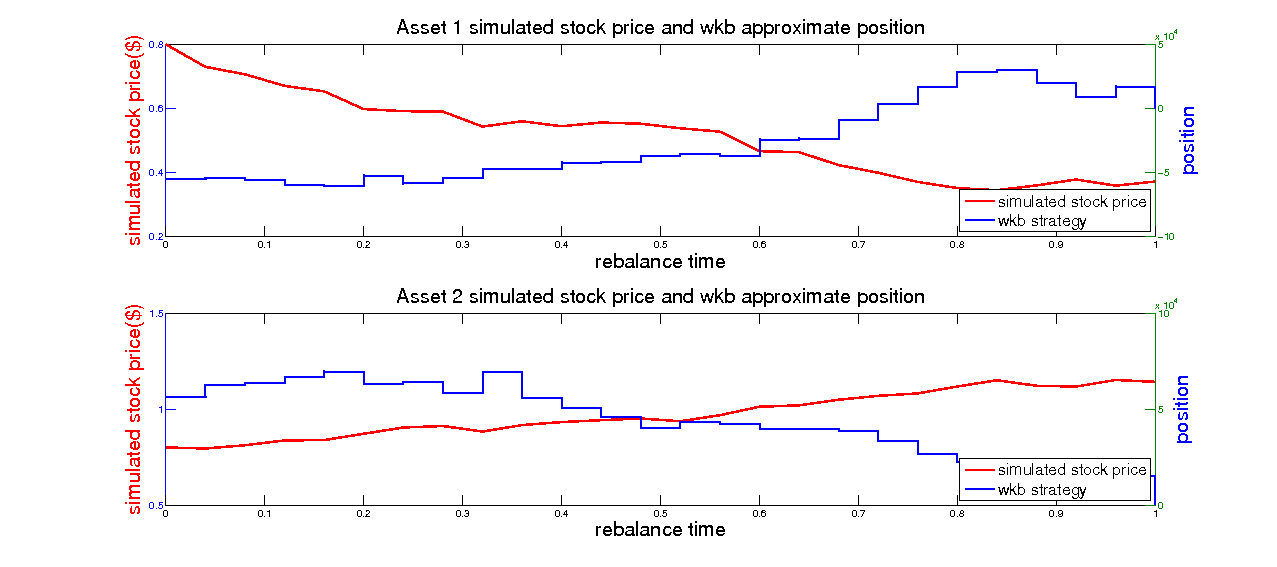 Asset 1 simulated stock price and wkb approximate position
x 10^4
simulated stock price($)
0.8
0.6
0.4
0.2
5
0
-5
-10
position
simulated stock price
wkb strategy
0 0.1 0.2 0.3 0.4 0.5 0.6 0.7 0.8 0.9 1
rebalance time
Asset 2 simulated stock price and wkb approximate position
x 10^4
simulated stock price($)
1.5
1
0.5
10
5
0
position
simulated stock price
wkb strategy
0 0.1 0.2 0.3 0.4 0.5 0.6 0.7 0.8 0.9 1
rebalance time